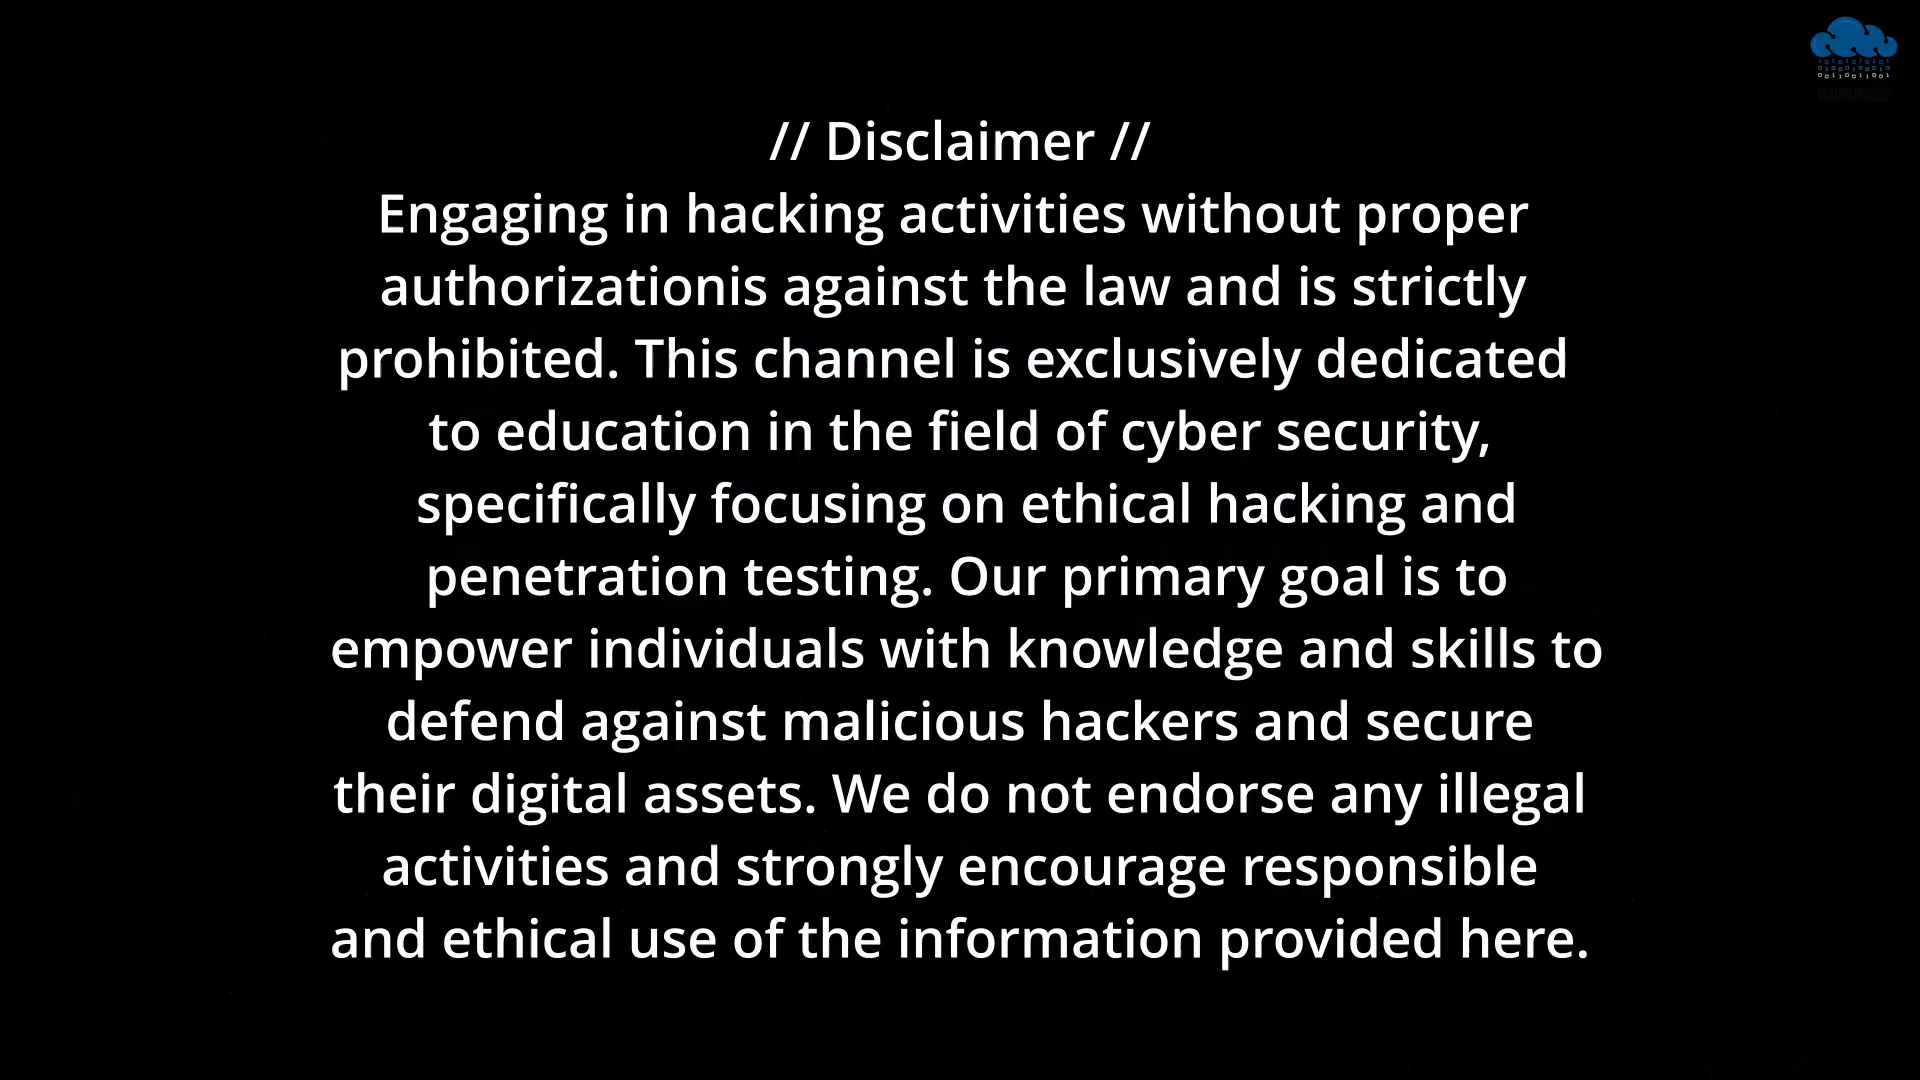 // Disclaimer //
Engaging in hacking activities without proper
authorizationis against the law and is strictly
prohibited. This channel is exclusively dedicated
to education in the field of cyber security,
specifically focusing on ethical hacking and
penetration testing. Our primary goal is to
empower individuals with knowledge and skills to
defend against malicious hackers and secure
their digital assets. We do not endorse any illegal
activities and strongly encourage responsible
and ethical use of the information provided here.